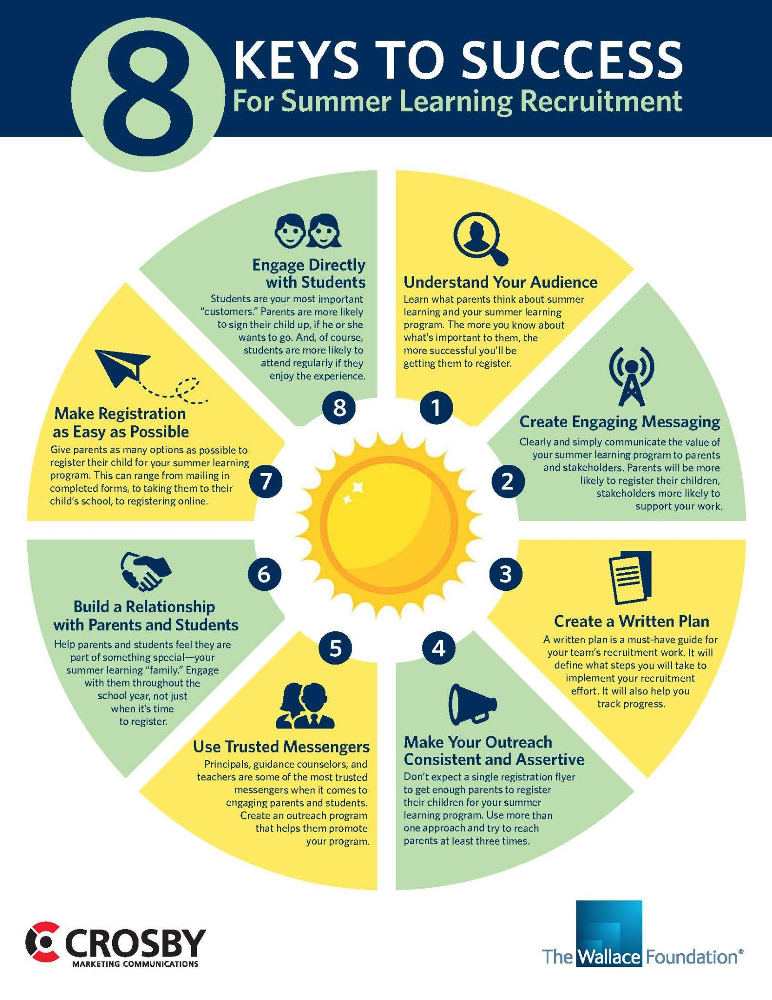 8
KEYS TO SUCCESS
For Summer Learning Recruitment
1
Understand Your Audience
Learn what parents think about summer
learning and your summer learning
program. The more you know about
what's important to them, the
more successful you'll be
getting them to register.
2
Create Engaging Messaging
Clearly and simply communicate the value of
your summer learning program to parents
and stakeholders. Parents will be more
likely to register their children,
stakeholders more likely to
support your work.
3
Create a Written Plan
A written plan is a must-have guide for
your team's recruitment work. It will
define what steps you will take to
implement your recruitment
effort. It will also help you
track progress.
4
Make Your Outreach
Consistent and Assertive
Don't expect a single registration flyer
to get enough parents to register
their children for your summer
learning program. Use more than
one approach and try to reach
parents at least three times.
5
Use Trusted Messengers
Principals, guidance counselors, and
teachers are some of the most trusted
messengers when it comes to
engaging parents and students.
Create an outreach program
that helps them promote
your program.
6
Build a Relationship
with Parents and Students
Help parents and students feel they are
part of something special—your
summer learning "family." Engage
with them throughout the
school year, not just
when it's time
to register.
7
Make Registration
as Easy as Possible
Give parents as many options as possible to
register their child for your summer learning
program. This can range from mailing in
completed forms, to taking them to their
child's school, to registering online.
8
Engage Directly
with Students
Students are your most important
"customers." Parents are more likely
to sign their child up, if he or she
wants to go. And, of course,
students are more likely to
attend regularly if they
enjoy the experience.
CROSBY
MARKETING COMMUNICATIONS
The Wallace Foundation®